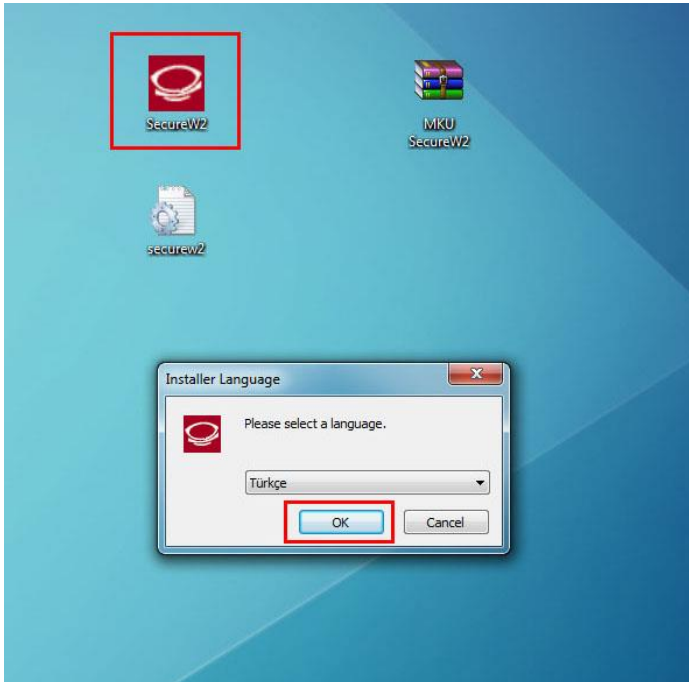 SecureW2
MKU
SecureW2
securew2
Installer Language
Please select a language.
Türkçe
OK
Cancel